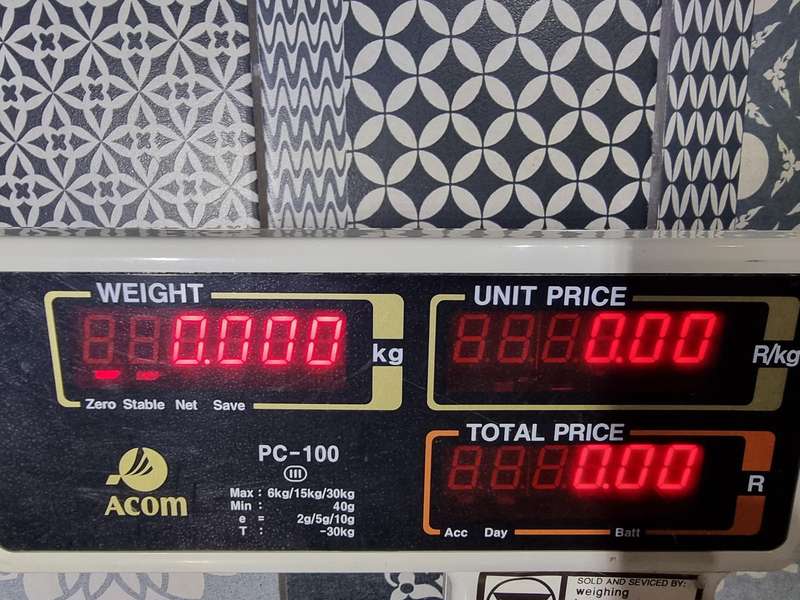 WEIGHT
0.000
kg
Zero Stable Net Save
UNIT PRICE
0.00
R/kg
TOTAL PRICE
0.00
R
Acc Day Batt
ACOM
PC-100
III
Max : 6kg/15kg/30kg
Min : 40g
e = 2g/5g/10g
T : -30kg
SOLD AND SEVICED BY:
weighing